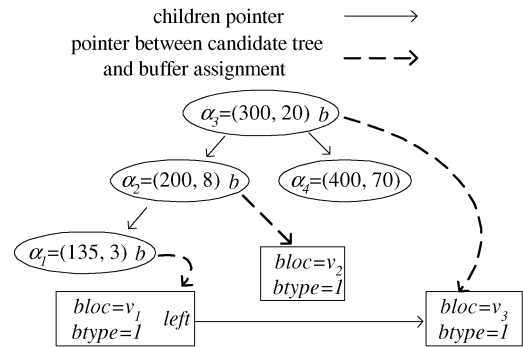 children pointer
pointer between candidate tree
and buffer assignment
α3=(300, 20) b
α2=(200, 8) b
α4=(400, 70)
α1=(135, 3) b
bloc=v2
btype=1
bloc=v1 left
btype=1
bloc=v3
btype=1